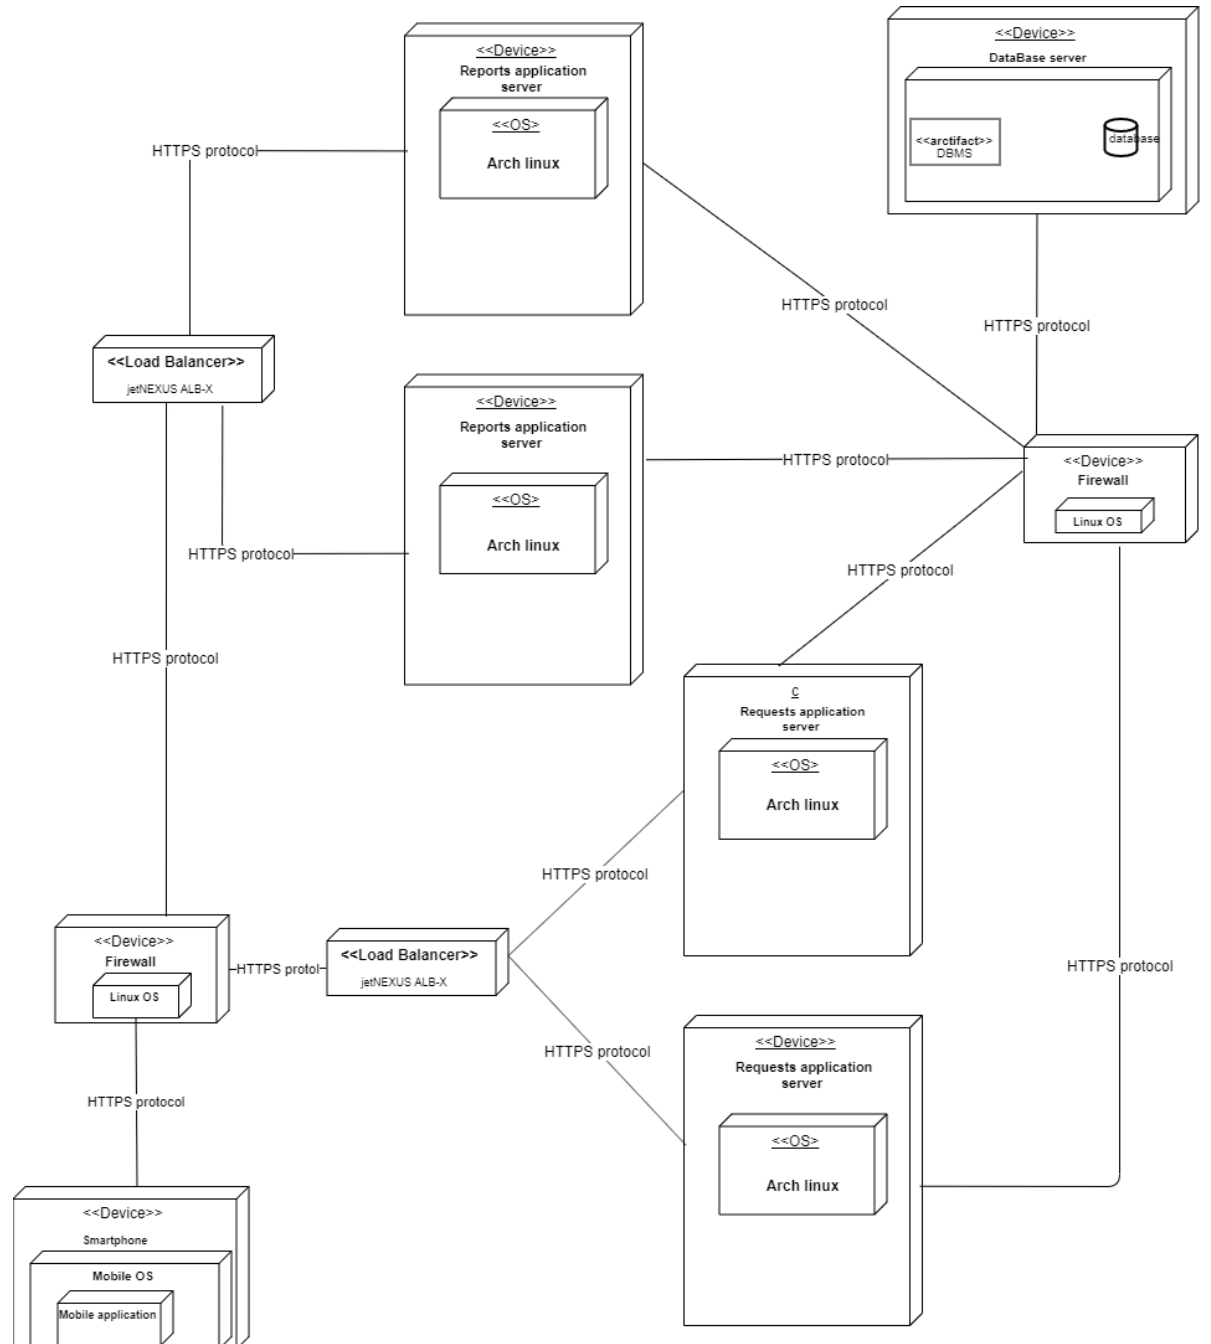 <<Device>>
Reports application
server
<<OS>
Arch linux
<<Device>>
DataBase server
<<arctifact>>
DBMS
database
HTTPS protocol
HTTPS protocol
HTTPS protocol
<<Load Balancer>>
jetNEXUS ALB-X
<<Device>>
Reports application
server
<<OS>
Arch linux
HTTPS protocol
<<Device>>
Firewall
Linux OS
HTTPS protocol
HTTPS protocol
HTTPS protocol
C
Requests application
server
<<OS>
Arch linux
HTTPS protocol
<<Device>>
Firewall
Linux OS
HTTPS protol
<<Load Balancer>>
jetNEXUS ALB-X
HTTPS protocol
HTTPS protocol
<<Device>>
Requests application
server
<<OS>
Arch linux
HTTPS protocol
<<Device>>
Smartphone
Mobile OS
Mobile application